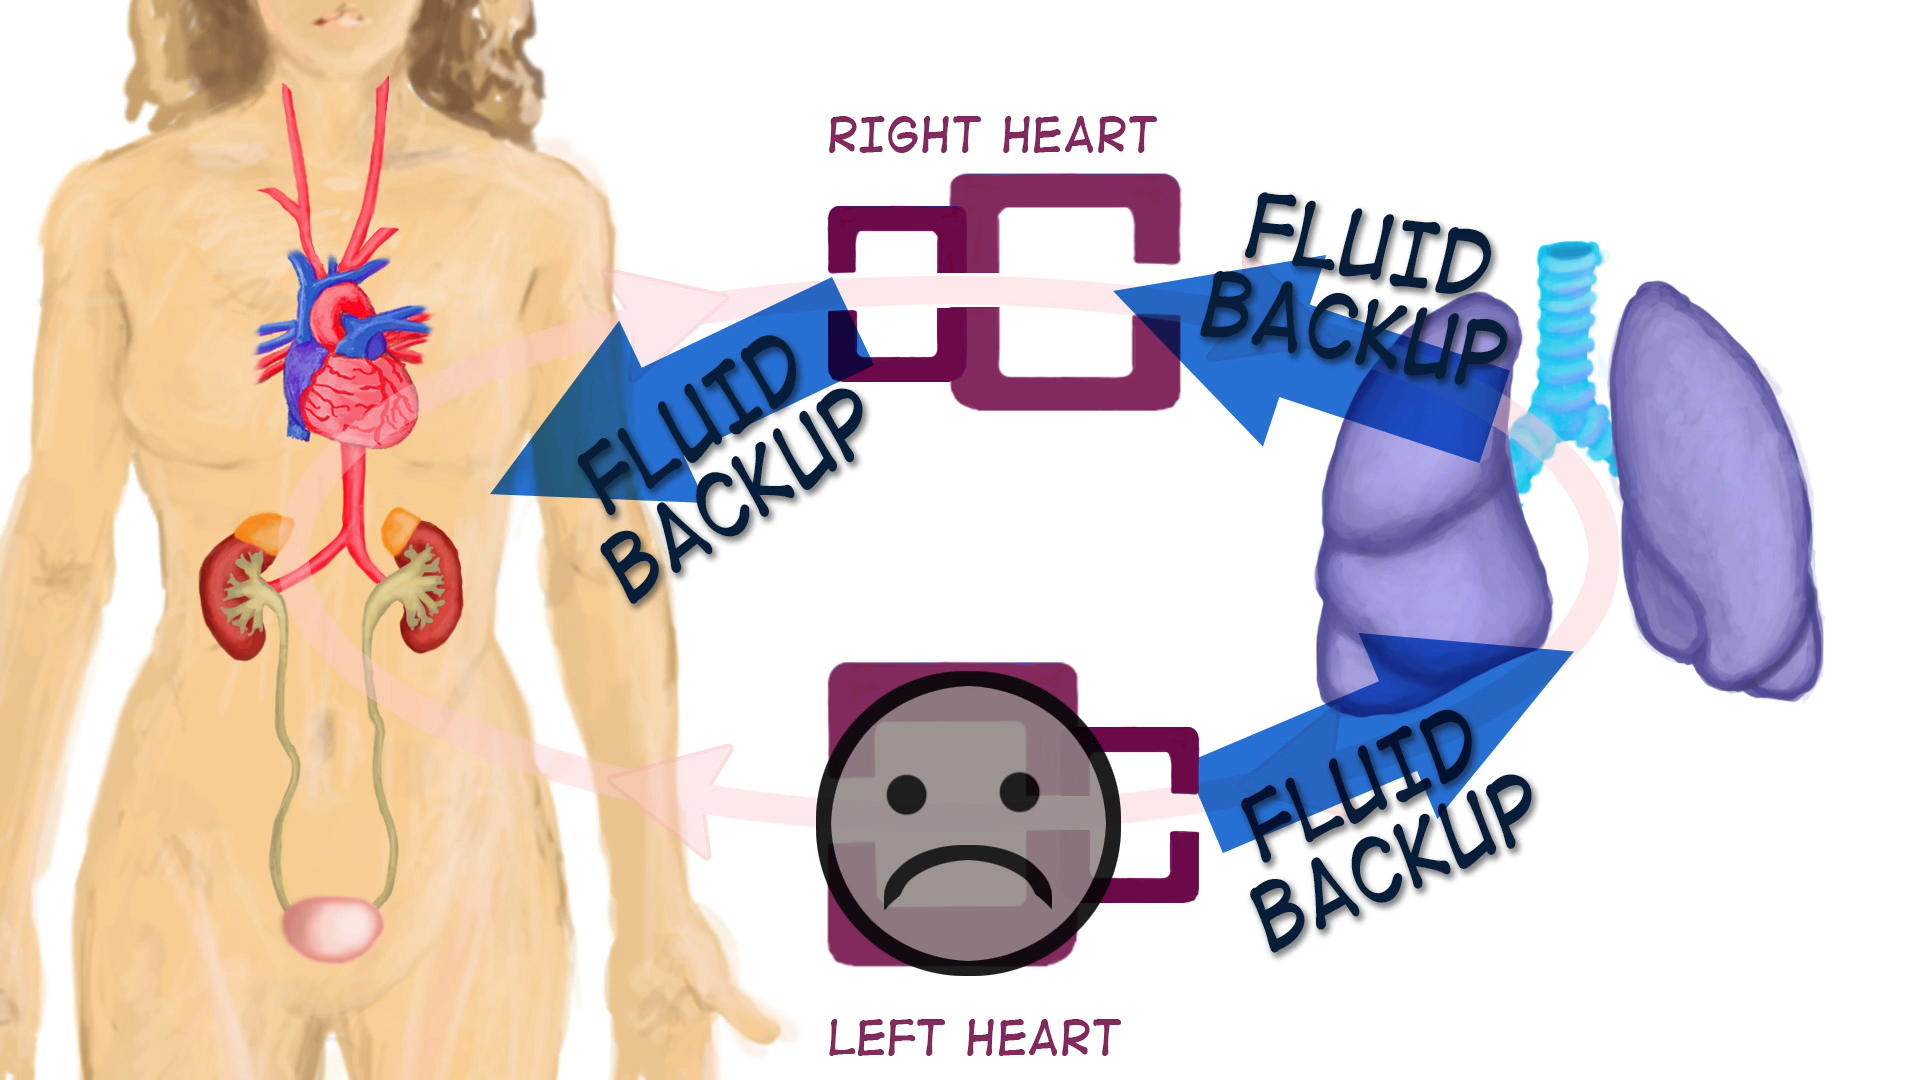 RIGHT HEART
FLUID
BACKUP
FLUID
BACKUP
FLUID
BACKUP
LEFT HEART